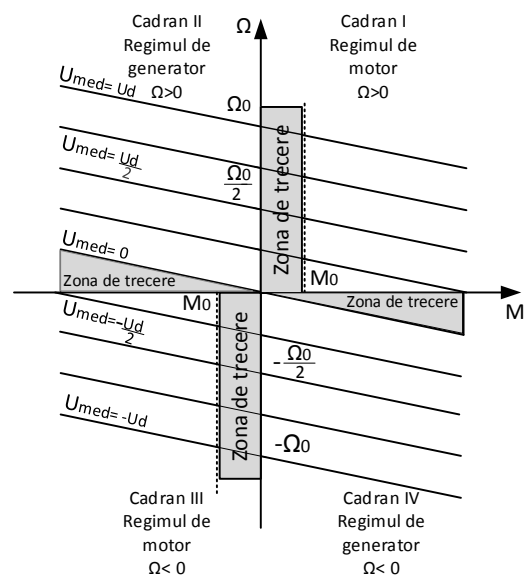 Cadran II
Regimul de
generator
Ω>0
Ω
Cadran I
Regimul de
motor
Ω>0
Umed= Ud
Ω0
Umed= Ud/2
Ω0/2
Zona de trecere
Umed= 0
Zona de trecere
M0
M0
Zona de trecere
M
Umed= -Ud/2
Zona de trecere
-Ω0/2
Umed= -Ud
-Ω0
Cadran III
Regimul de
motor
Ω< 0
Cadran IV
Regimul de
generator
Ω< 0